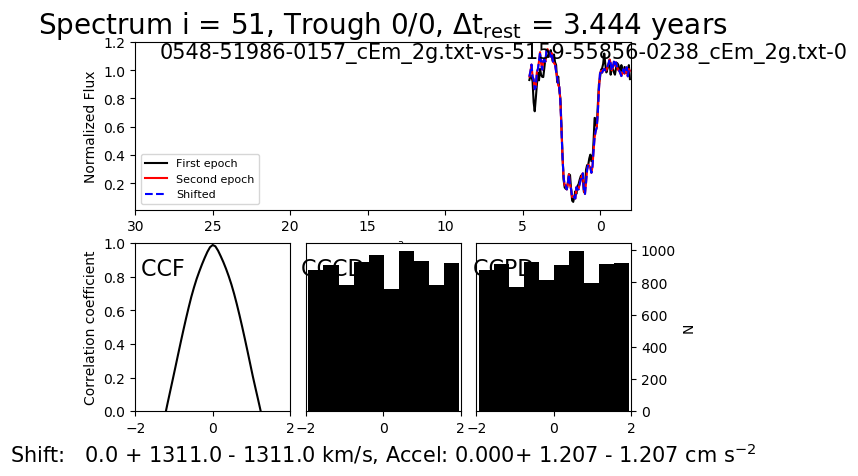 Spectrum i = 51, Trough 0/0, Δt_rest = 3.444 years
0548-51986-0157_cEm_2g.txt-vs-5159-55856-0238_cEm_2g.txt-0
Normalized Flux
1.2
1.0
0.8
0.6
0.4
0.2
First epoch
Second epoch
Shifted
30 25 20 15 10 5 0
Correlation coefficient
1.0
0.8
0.6
0.4
0.2
0.0
CCF
CCCD
CCPD
1000
800
600
400
200
0
N
−2 0 2
−2 0 2
−2 0 2
Shift: 0.0 + 1311.0 - 1311.0 km/s, Accel: 0.000+ 1.207 - 1.207 cm s⁻²